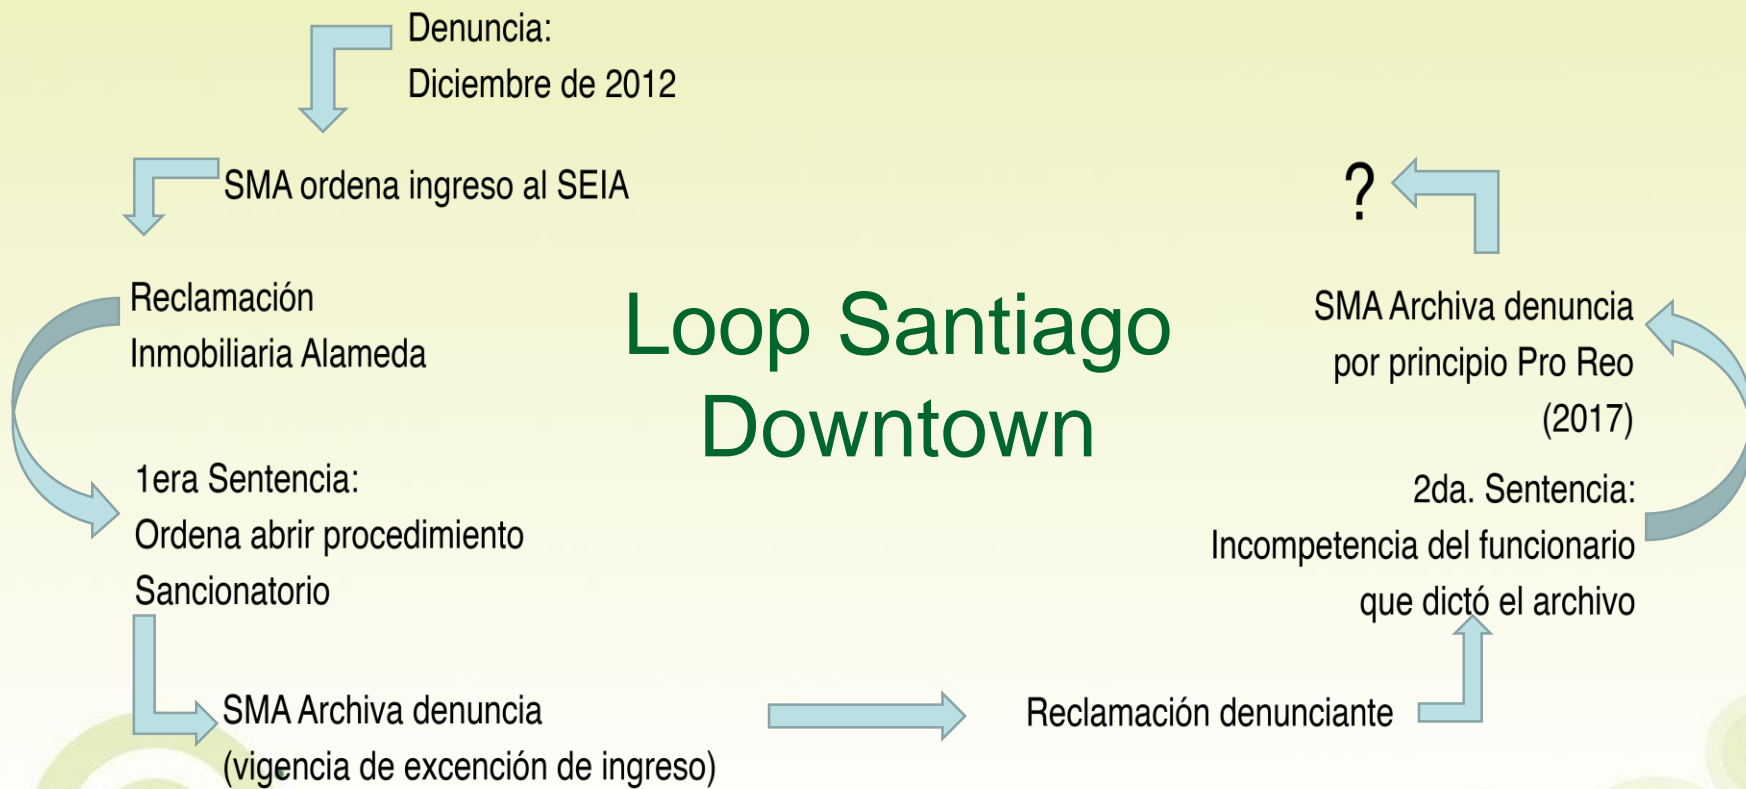 Denuncia:
Diciembre de 2012
SMA ordena ingreso al SEIA
Reclamación
Inmobiliaria Alameda
1era Sentencia:
Ordena abrir procedimiento
Sancionatorio
SMA Archiva denuncia
(vigencia de excención de ingreso)
Loop Santiago
Downtown
Reclamación denunciante
2da. Sentencia:
Incompetencia del funcionario
que dictó el archivo
SMA Archiva denuncia
por principio Pro Reo
(2017)
?